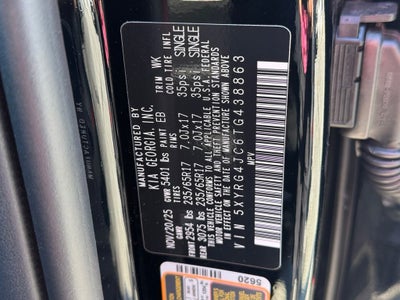 MANUFACTURED BY
KIA GEORGIA, INC.
NOV/20/25 GVWR 5401 lbs PAINT EB TRIM WK
GAWR TIRES RIMS COLD TIRE INFL
FRONT 2954 lbs 235/65R17 7.0Jx17 35psi SINGLE
REAR 3075 lbs 235/65R17 7.0Jx17 35psi SINGLE
THIS VEHICLE CONFORMS TO ALL APPLICABLE U.S.A. FEDERAL
MOTOR VEHICLE SAFETY AND THEFT PREVENTION STANDARDS
IN EFFECT ON THE DATE OF MANUFACTURE SHOWN ABOVE
VIN 5XYRG4JC6TG438863
MPV
5620